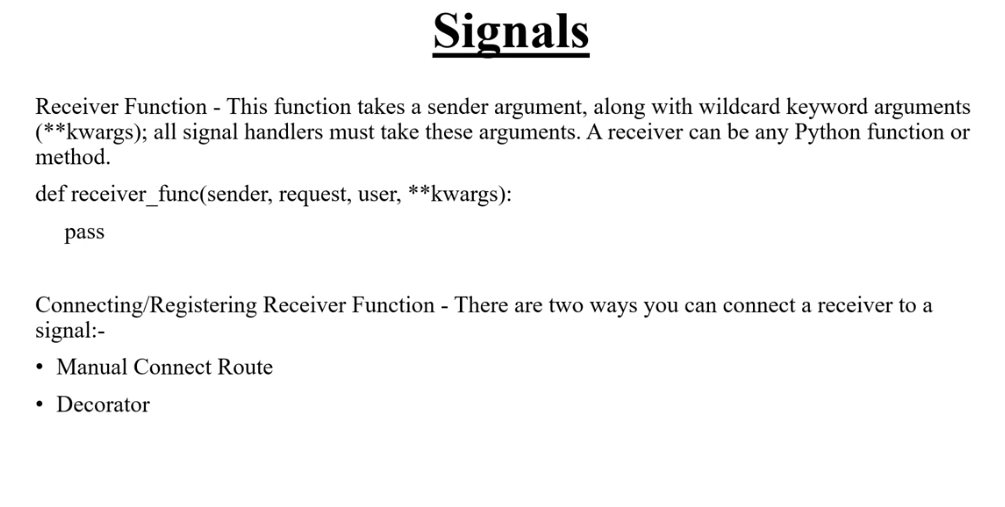 Signals
Receiver Function - This function takes a sender argument, along with wildcard keyword arguments
(**kwargs); all signal handlers must take these arguments. A receiver can be any Python function or
method.
def receiver_func(sender, request, user, **kwargs):
pass
Connecting/Registering Receiver Function - There are two ways you can connect a receiver to a
signal:-
• Manual Connect Route
• Decorator